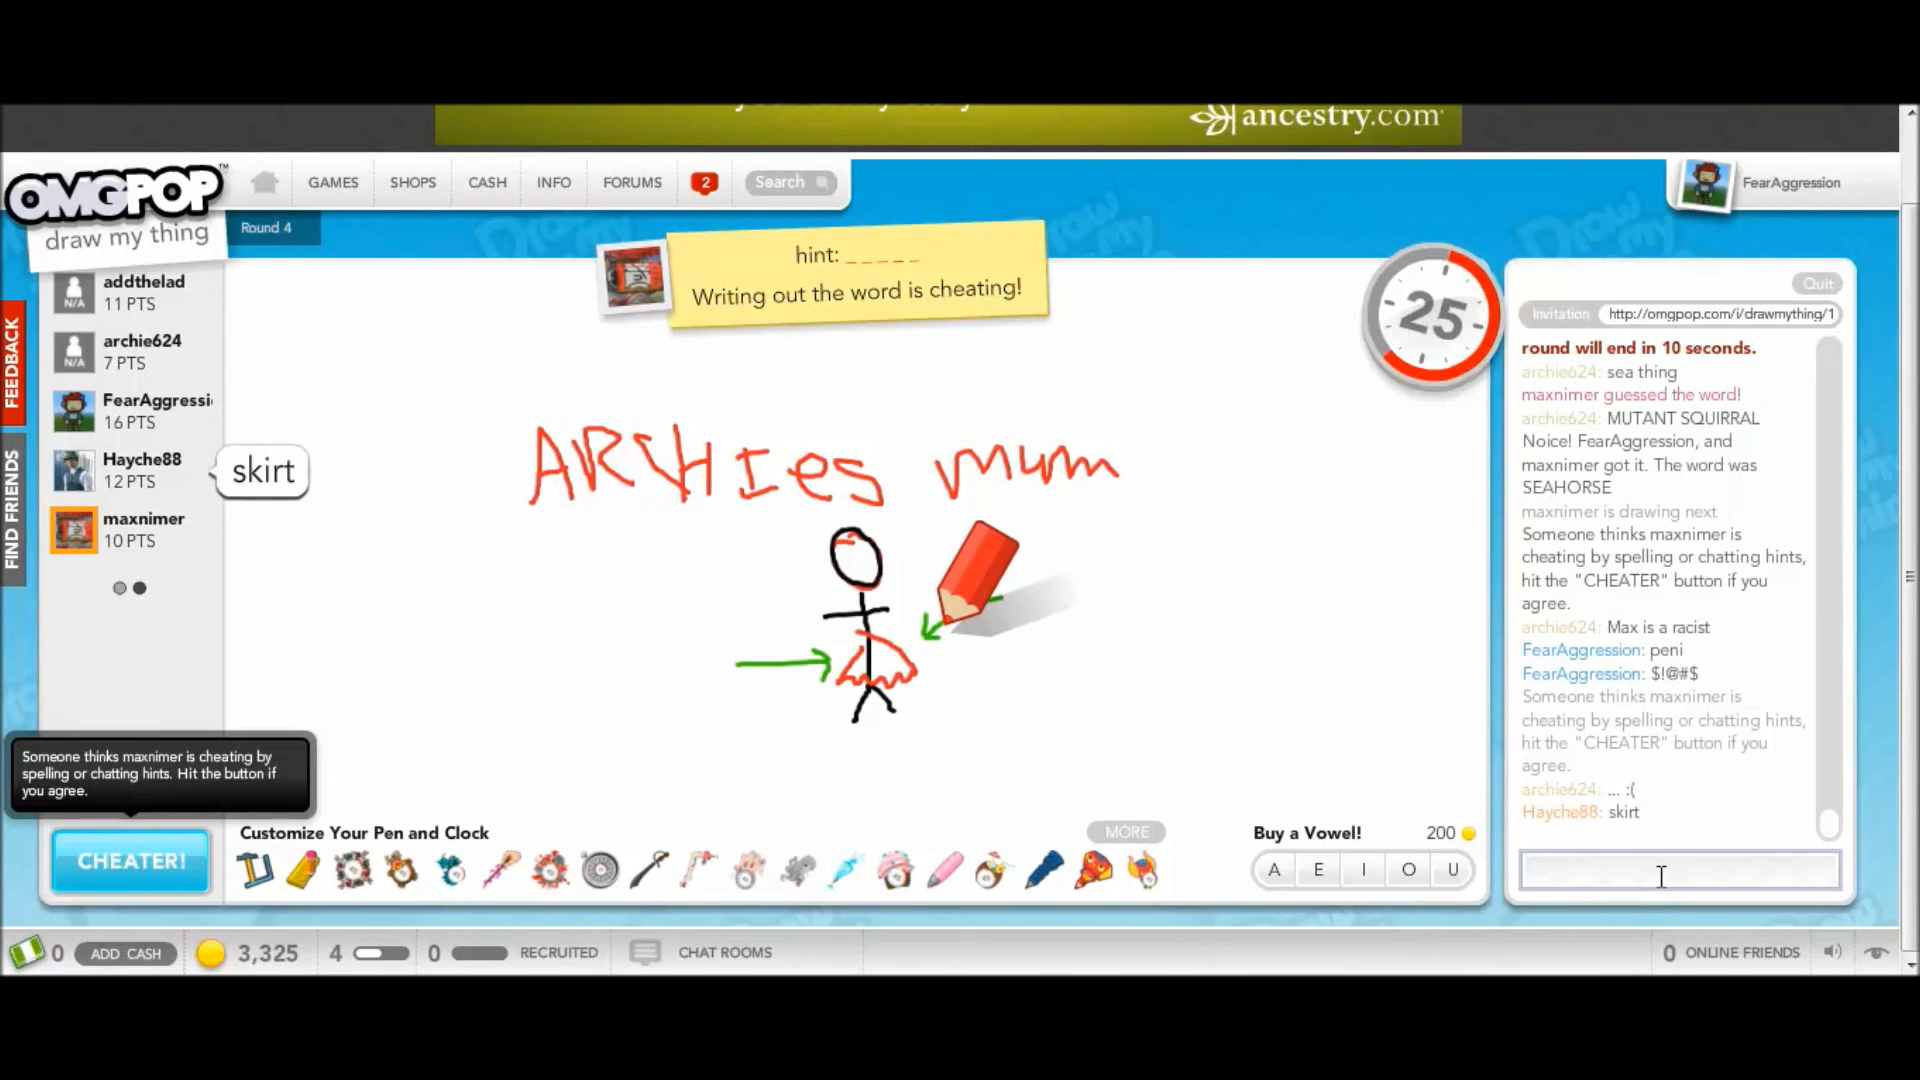 ancestry.com
OMGPOP™
GAMES
SHOPS
CASH
INFO
FORUMS
2
Search
FearAggression
draw my thing
Round 4
FEEDBACK
FIND FRIENDS
N/A
addthelad
11 PTS
N/A
archie624
7 PTS
FearAggressi
16 PTS
Hayche88
12 PTS
skirt
maxnimer
10 PTS
hint: _ _ _ _ _
Writing out the word is cheating!
25
ARCHIes mum
Someone thinks maxnimer is cheating by
spelling or chatting hints. Hit the button if
you agree.
CHEATER!
Customize Your Pen and Clock
MORE
Buy a Vowel!
200
A E I O U
Quit
Invitation
http://omgpop.com/i/drawmything/1
round will end in 10 seconds.
archie624: sea thing
maxnimer guessed the word!
archie624: MUTANT SQUIRRAL
Noice! FearAggression, and
maxnimer got it. The word was
SEAHORSE
maxnimer is drawing next
Someone thinks maxnimer is
cheating by spelling or chatting hints,
hit the "CHEATER" button if you
agree.
archie624: Max is a racist
FearAggression: peni
FearAggression: $!@#$
Someone thinks maxnimer is
cheating by spelling or chatting hints,
hit the "CHEATER" button if you
agree.
archie624: ... :(
Hayche88: skirt
0
ADD CASH
3,325
4
0
RECRUITED
CHAT ROOMS
0 ONLINE FRIENDS